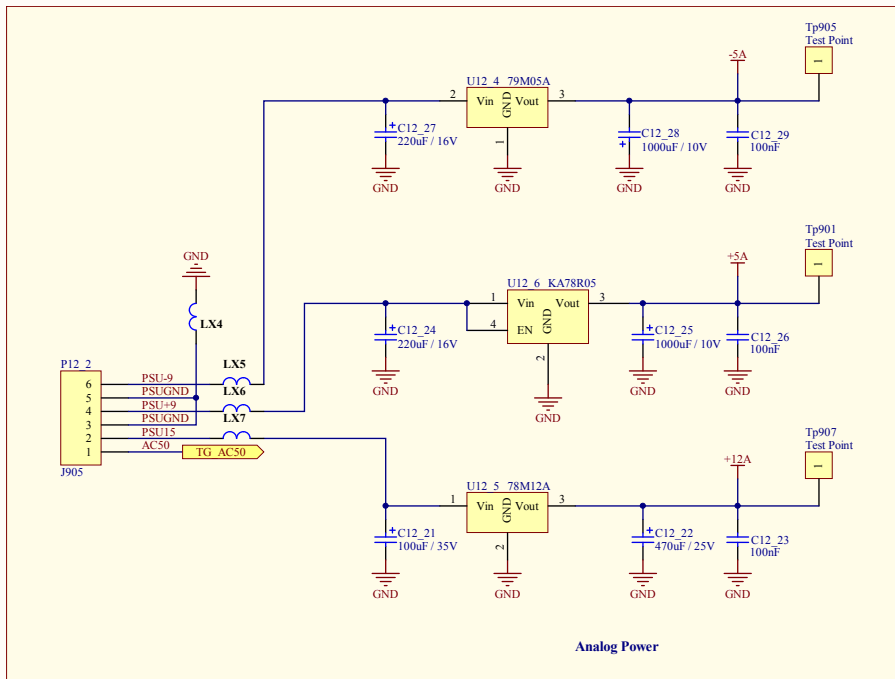 Tp905
Test Point
1
-5A
U12_4 79M05A
2
Vin
GND
Vout
3
1
C12_27
220uF / 16V
C12_28
1000uF / 10V
C12_29
100nF
GND
GND
GND
GND
Tp901
Test Point
1
+5A
GND
U12_6 KA78R05
1
Vin
GND
Vout
3
4
EN
2
LX4
C12_24
220uF / 16V
C12_25
1000uF / 10V
C12_26
100nF
GND
GND
GND
GND
P12_2
LX5
6
PSU-9
LX6
5
PSUGND
4
PSU+9
LX7
3
PSUGND
2
PSU15
1
AC50
TG_AC50
J905
Tp907
Test Point
1
+12A
U12_5 78M12A
1
Vin
GND
Vout
3
2
C12_21
100uF / 35V
C12_22
470uF / 25V
C12_23
100nF
GND
GND
GND
GND
Analog Power